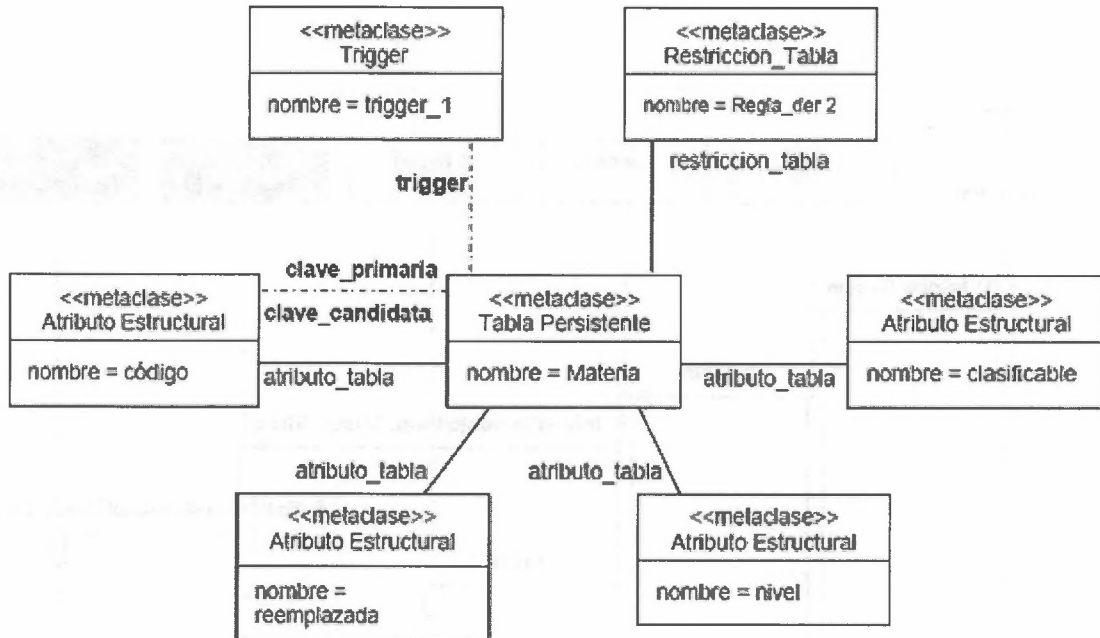 <<metaclase>>
Trigger
nombre = trigger_1
<<metaclase>>
Restriccion_Tabla
nombre = Regla_der 2
trigger
restriccion_tabla
clave_primaria
clave_candidata
atributo_tabla
<<metaclase>>
Atributo Estructural
nombre = código
<<metaclase>>
Tabla Persistente
nombre = Materia
atributo_tabla
<<metaclase>>
Atributo Estructural
nombre = clasificable
atributo_tabla
atributo_tabla
<<metaclase>>
Atributo Estructural
nombre =
reemplazada
<<metaclase>>
Atributo Estructural
nombre = nivel